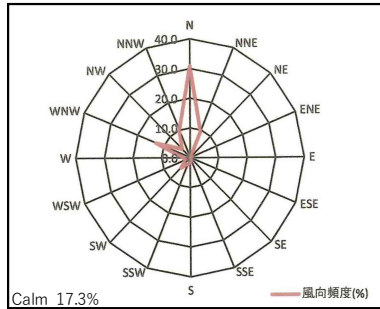 N
NNW
40.0
NNE
NW
30.0
NE
WNW
20.0
ENE
10.0
W
0.0
E
WSW
ESE
SW
SE
SSW
SSE
S
Calm 17.3%
風向頻度(%)